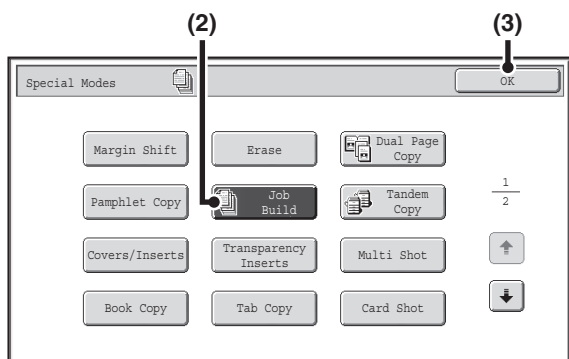 (2) (3)
Special Modes OK
Margin Shift Erase Dual Page
Copy
Pamphlet Copy Job
Build Tandem
Copy
1
2
Covers/Inserts Transparency
Inserts Multi Shot
Book Copy Tab Copy Card Shot